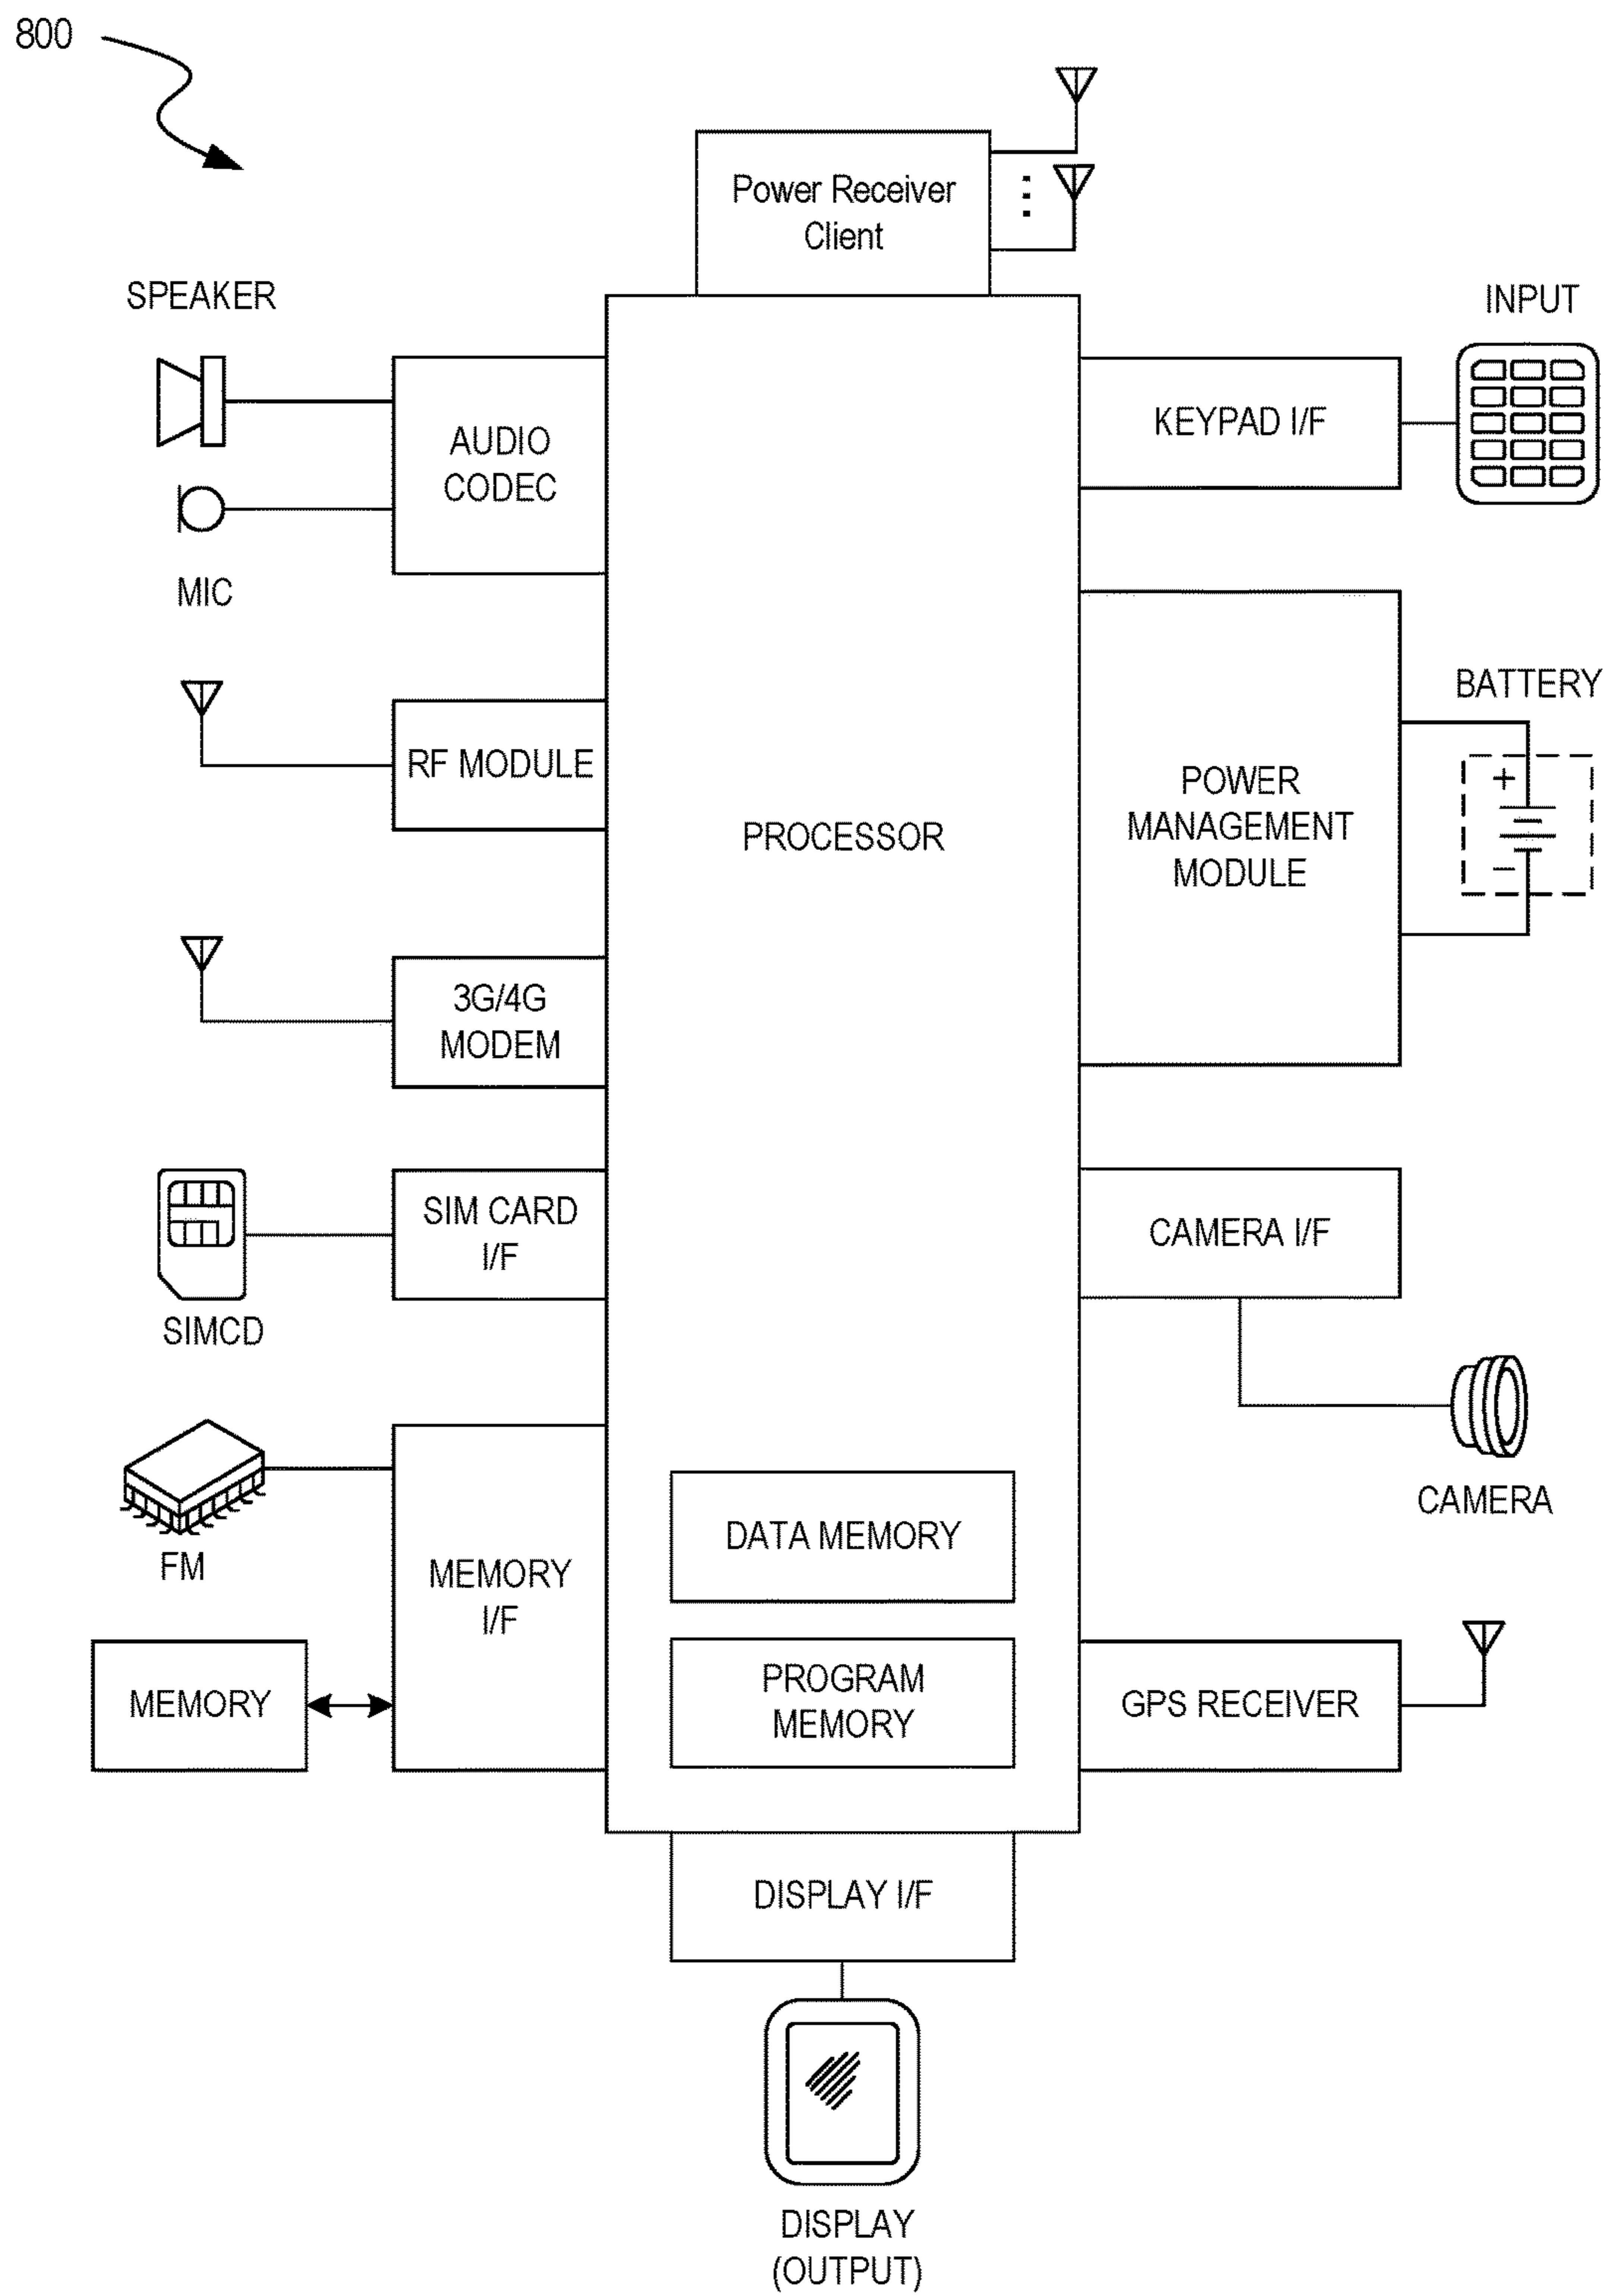 800
Power Receiver
Client
SPEAKER
INPUT
AUDIO
CODEC
KEYPAD I/F
MIC
BATTERY
+
−
RF MODULE
PROCESSOR
POWER
MANAGEMENT
MODULE
3G/4G
MODEM
SIM CARD
I/F
SIMCD
CAMERA I/F
CAMERA
FM
MEMORY
I/F
DATA MEMORY
MEMORY
PROGRAM
MEMORY
GPS RECEIVER
DISPLAY I/F
DISPLAY
(OUTPUT)